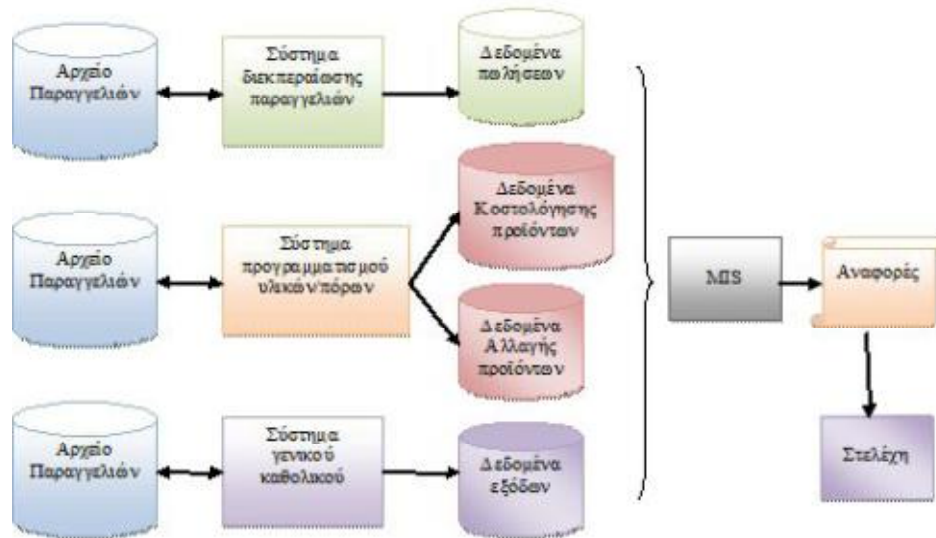 Αρχείο
Παραγγελιών
Σύστημα
διεκπεραίωσης
παραγγελιών
Δεδομένα
πωλήσεων
Αρχείο
Παραγγελιών
Σύστημα
προγραμματισμού
υλικών/πόρων
Δεδομένα
Κοστολόγησης
προϊόντων
Δεδομένα
Αλλαγής
προϊόντων
Αρχείο
Παραγγελιών
Σύστημα
γενικού
καθολικού
Δεδομένα
εξόδων
MIS
Αναφορές
Στελέχη